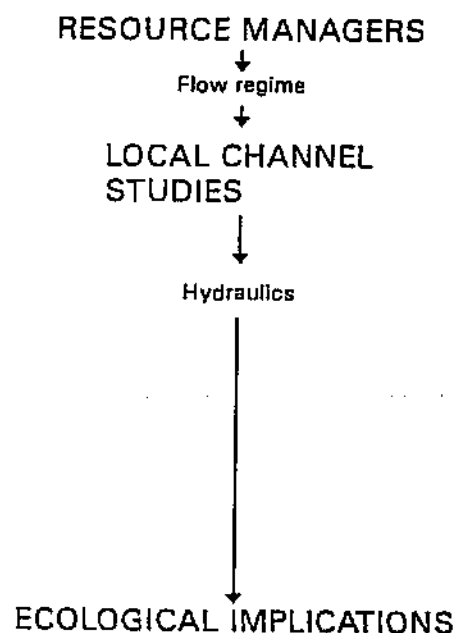 RESOURCE MANAGERS
Flow regime
LOCAL CHANNEL
STUDIES
Hydraulics
ECOLOGICAL IMPLICATIONS